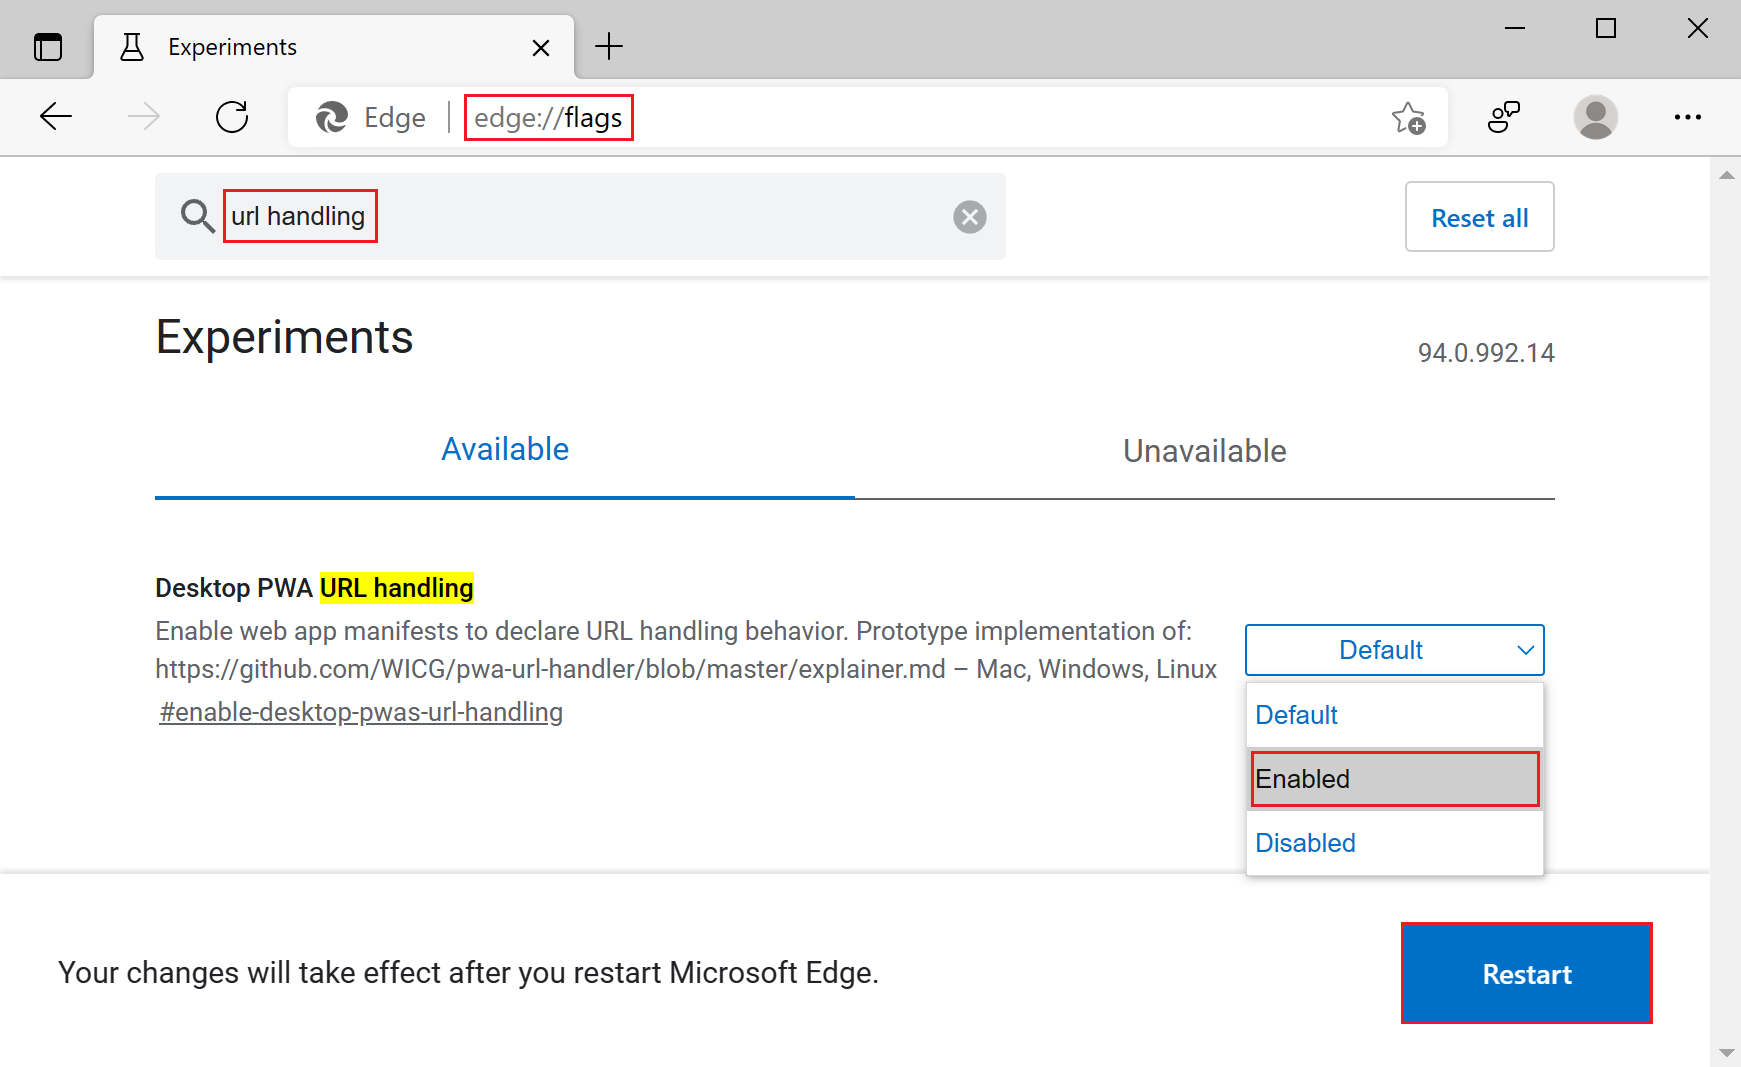 Experiments
Edge | edge://flags
url handling
Reset all
Experiments
94.0.992.14
Available
Unavailable
Desktop PWA URL handling
Enable web app manifests to declare URL handling behavior. Prototype implementation of:
https://github.com/WICG/pwa-url-handler/blob/master/explainer.md – Mac, Windows, Linux
#enable-desktop-pwas-url-handling
Default
Default
Enabled
Disabled
Your changes will take effect after you restart Microsoft Edge.
Restart